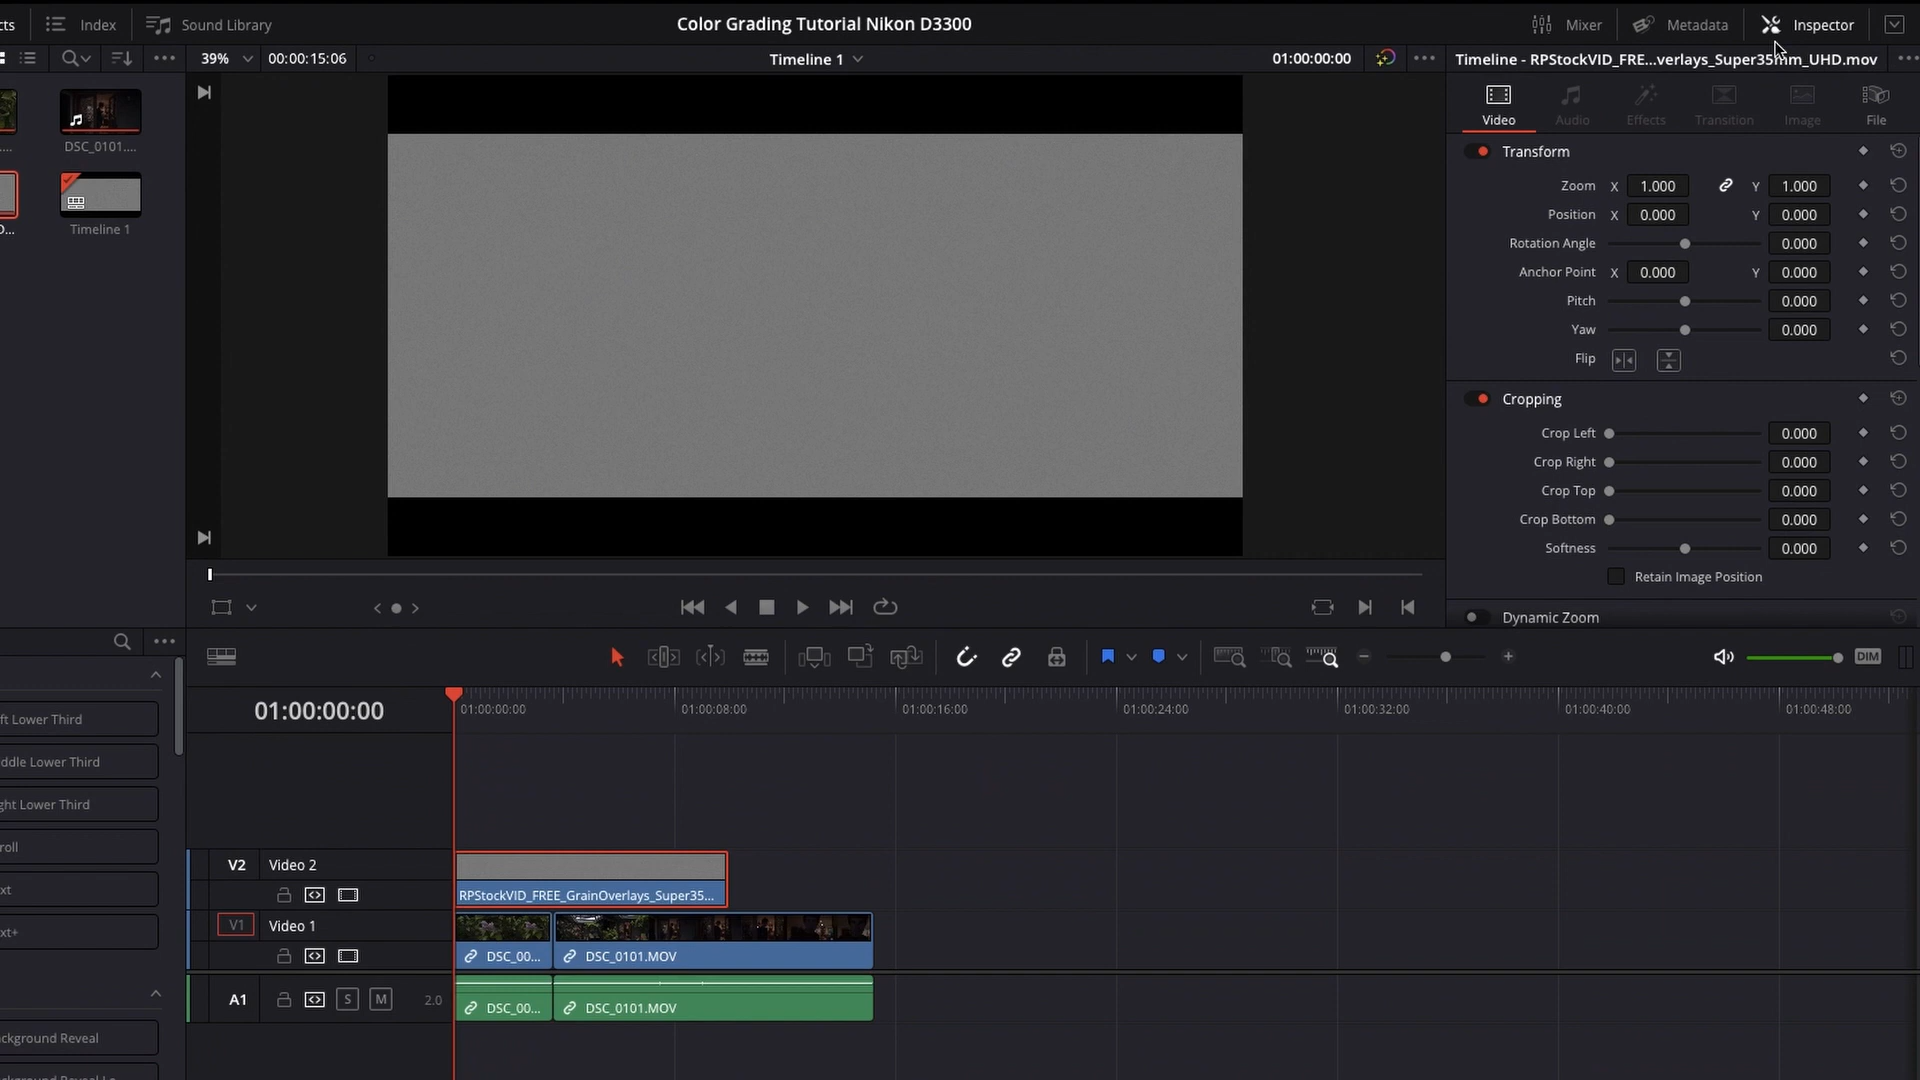 cts
Index
Sound Library
Color Grading Tutorial Nikon D3300
Mixer
Metadata
Inspector
39%
00:00:15:06
Timeline 1
01:00:00:00
Timeline - RPStockVID_FRE...verlays_Super35mm_UHD.mov
DSC_0101....
D...
Timeline 1
Video
Audio
Effects
Transition
Image
File
Transform
Zoom X 1.000 Y 1.000
Position X 0.000 Y 0.000
Rotation Angle 0.000
Anchor Point X 0.000 Y 0.000
Pitch 0.000
Yaw 0.000
Flip
Cropping
Crop Left 0.000
Crop Right 0.000
Crop Top 0.000
Crop Bottom 0.000
Softness 0.000
Retain Image Position
Dynamic Zoom
DIM
ft Lower Third
ddle Lower Third
ght Lower Third
roll
xt
xt+
ckground Reveal
01:00:00:00
01:00:00:00
01:00:08:00
01:00:16:00
01:00:24:00
01:00:32:00
01:00:40:00
01:00:48:00
V2 Video 2
RPStockVID_FREE_GrainOverlays_Super35...
V1 Video 1
DSC_00...
DSC_0101.MOV
A1 S M 2.0
DSC_00...
DSC_0101.MOV